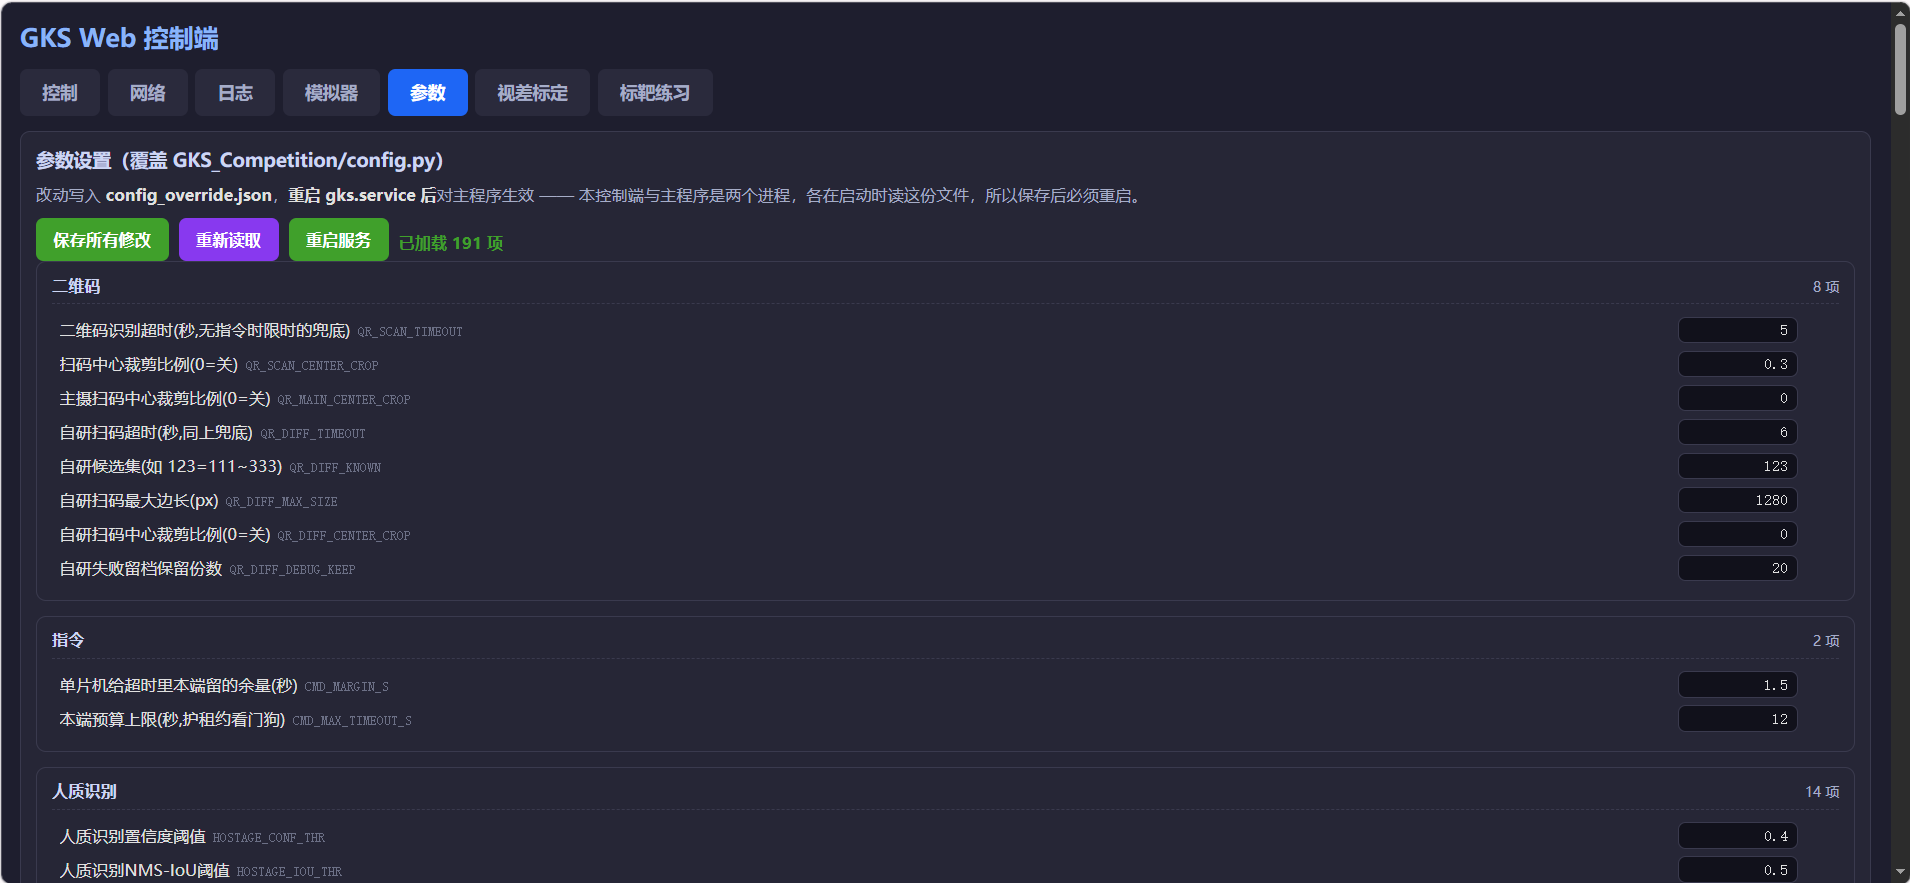 GKS Web 控制端
控制 网络 日志 模拟器 参数 视差标定 标靶练习
参数设置（覆盖 GKS_Competition/config.py）
改动写入 config_override.json，重启 gks.service 后对主程序生效 —— 本控制端与主程序是两个进程，各在启动时读这份文件，所以保存后必须重启。
保存所有修改 重新读取 重启服务 已加载 191 项
二维码 8 项
二维码识别超时(秒,无指令时限时的兜底) QR_SCAN_TIMEOUT 5
扫码中心裁剪比例(0=关) QR_SCAN_CENTER_CROP 0.3
主摄扫码中心裁剪比例(0=关) QR_MAIN_CENTER_CROP 0
自研扫码超时(秒,同上兜底) QR_DIFF_TIMEOUT 6
自研候选集(如 123=111~333) QR_DIFF_KNOWN 123
自研扫码最大边长(px) QR_DIFF_MAX_SIZE 1280
自研扫码中心裁剪比例(0=关) QR_DIFF_CENTER_CROP 0
自研失败留档保留份数 QR_DIFF_DEBUG_KEEP 20
指令 2 项
单片机给超时里本端留的余量(秒) CMD_MARGIN_S 1.5
本端预算上限(秒,护租约看门狗) CMD_MAX_TIMEOUT_S 12
人质识别 14 项
人质识别置信度阈值 HOSTAGE_CONF_THR 0.4
人质识别NMS-IoU阈值 HOSTAGE_IOU_THR 0.5